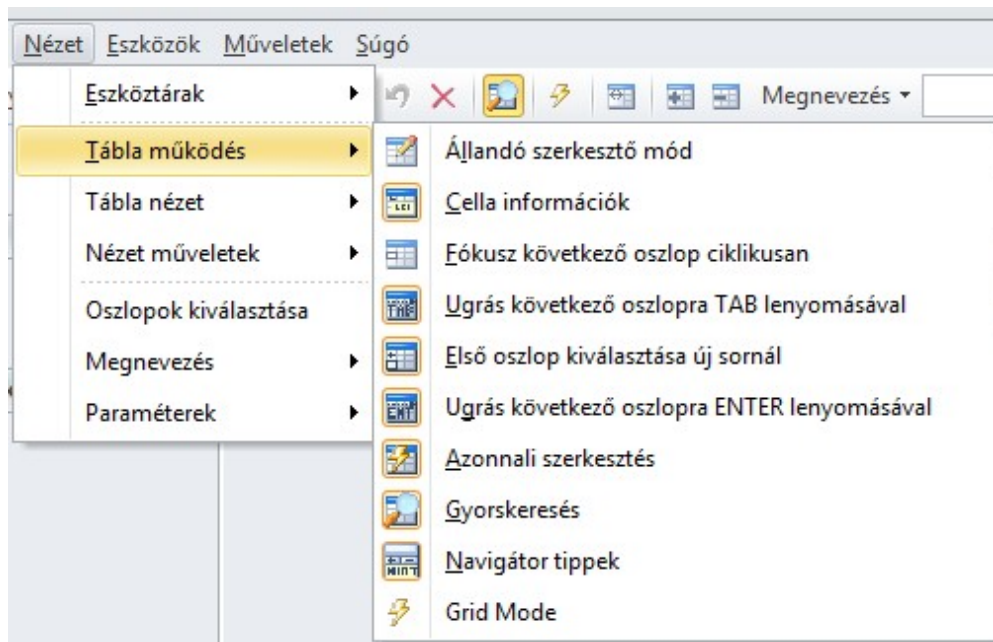 Nézet Eszközök Műveletek Súgó
Megnevezés
Eszköztárak
Tábla működés
Tábla nézet
Nézet műveletek
Oszlopok kiválasztása
Megnevezés
Paraméterek
Állandó szerkesztő mód
Cella információk
Fókusz következő oszlop ciklikusan
Ugrás következő oszlopra TAB lenyomásával
Első oszlop kiválasztása új sornál
Ugrás következő oszlopra ENTER lenyomásával
Azonnali szerkesztés
Gyorskeresés
Navigátor tippek
Grid Mode